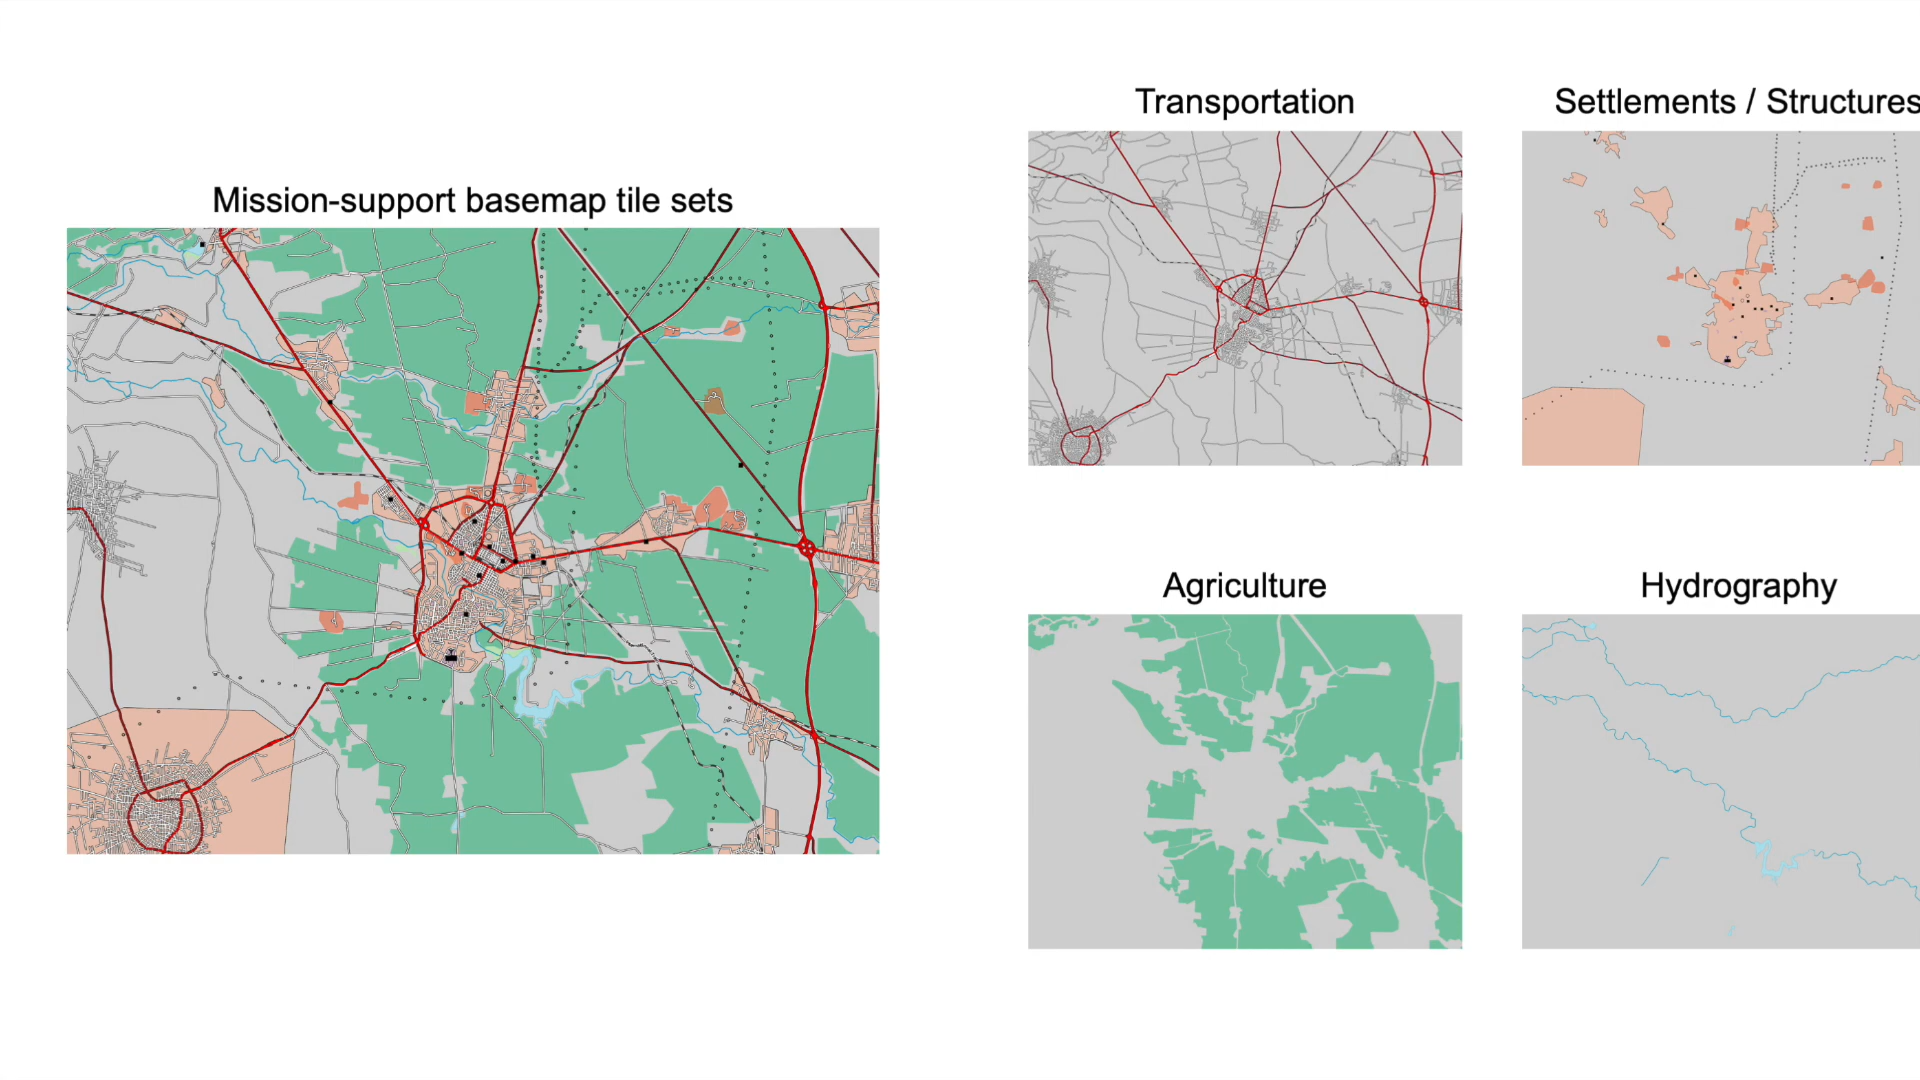 Mission-support basemap tile sets
Transportation
Settlements / Structures
Agriculture
Hydrography